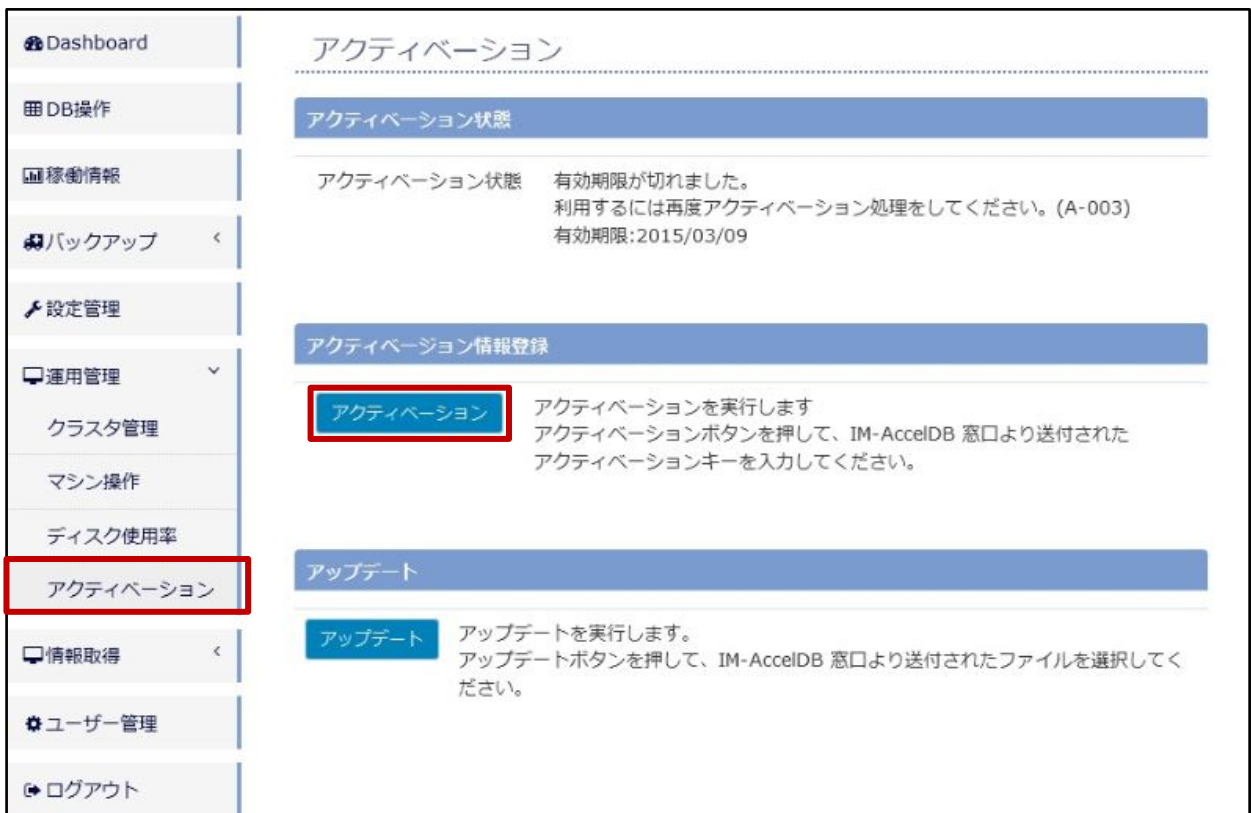 Dashboard
DB操作
稼働情報
バックアップ
設定管理
運用管理
クラスタ管理
マシン操作
ディスク使用率
アクティベーション
情報取得
ユーザー管理
ログアウト
アクティベーション
アクティベーション状態
アクティベーション状態
有効期限が切れました。
利用するには再度アクティベーション処理をしてください。(A-003)
有効期限:2015/03/09
アクティベーション情報登録
アクティベーション
アクティベーションを実行します
アクティベーションボタンを押して、IM-AccelDB 窓口より送付された
アクティベーションキーを入力してください。
アップデート
アップデート
アップデートを実行します。
アップデートボタンを押して、IM-AccelDB 窓口より送付されたファイルを選択してく
ださい。